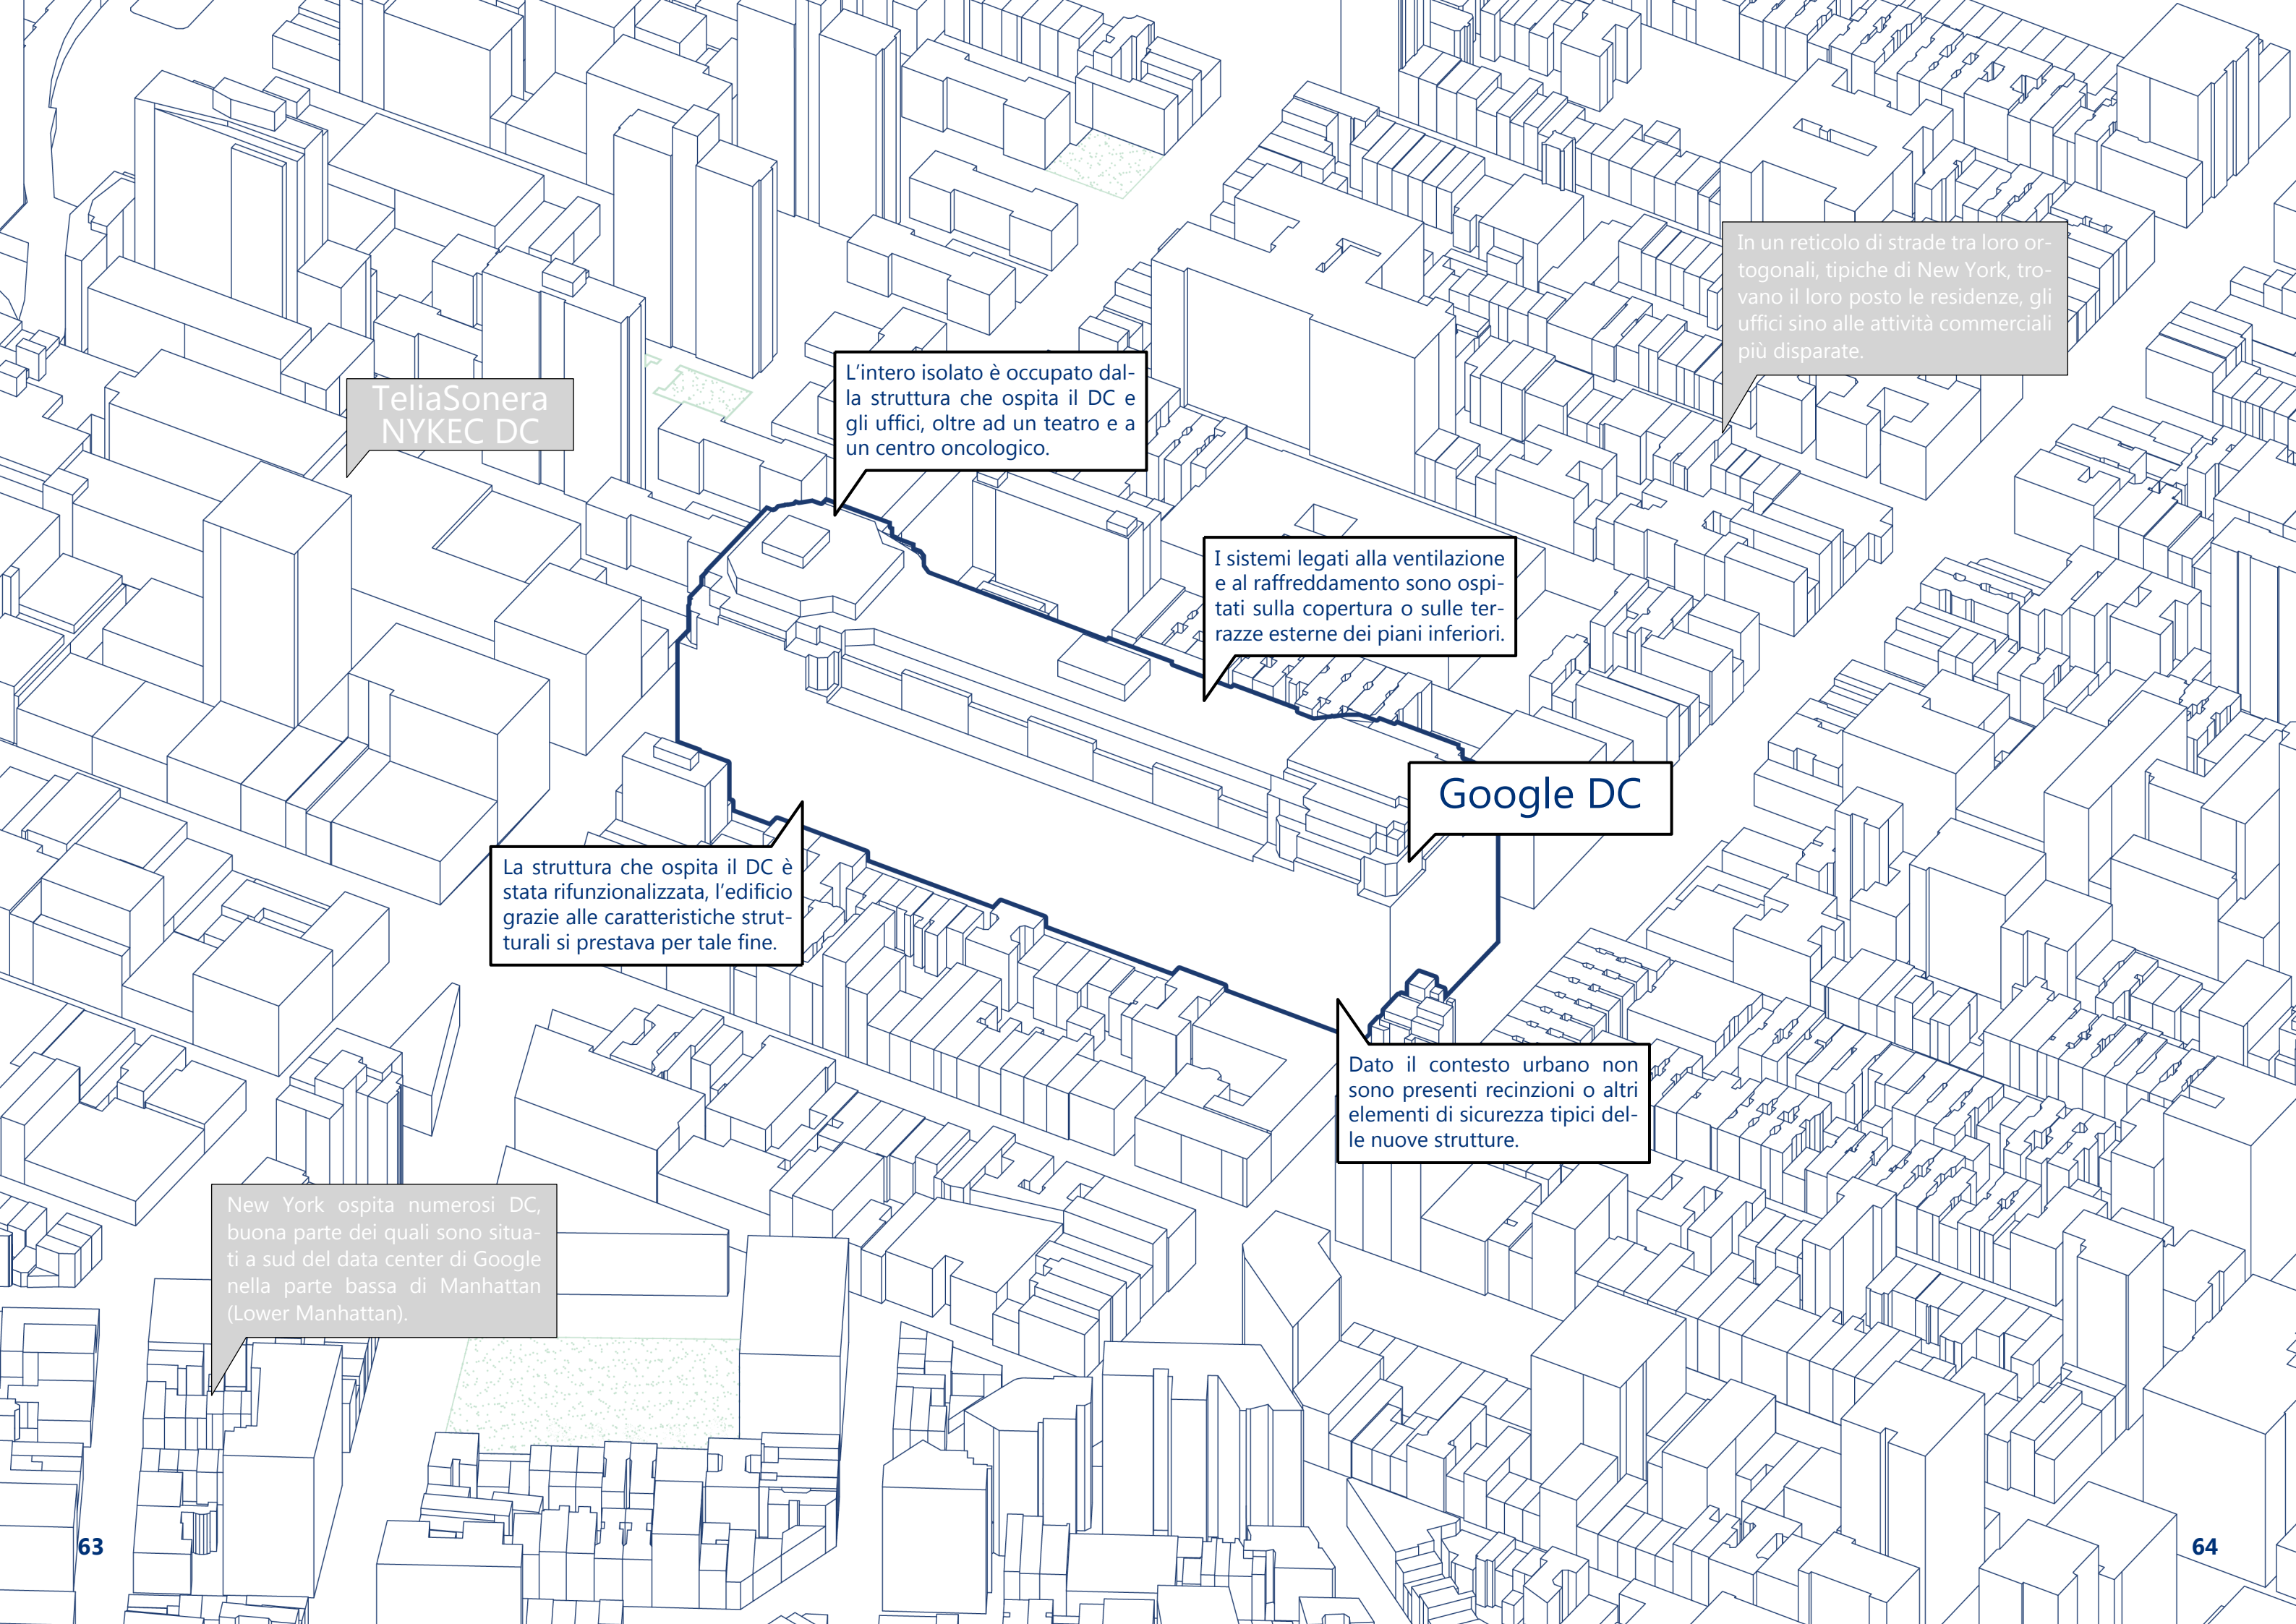 In un reticolo di strade tra loro or-
togonali, tipiche di New York, tro-
vano il loro posto le residenze, gli
uffici sino alle attività commerciali
più disparate.
TeliaSonera
NYKEC DC
L'intero isolato è occupato dal-
la struttura che ospita il DC e
gli uffici, oltre ad un teatro e a
un centro oncologico.
I sistemi legati alla ventilazione
e al raffreddamento sono ospi-
tati sulla copertura o sulle ter-
razze esterne dei piani inferiori.
Google DC
La struttura che ospita il DC è
stata rifunzionalizzata, l'edificio
grazie alle caratteristiche strut-
turali si prestava per tale fine.
Dato il contesto urbano non
sono presenti recinzioni o altri
elementi di sicurezza tipici del-
le nuove strutture.
New York ospita numerosi DC,
buona parte dei quali sono situa-
ti a sud del data center di Google
nella parte bassa di Manhattan
(Lower Manhattan).
63
64